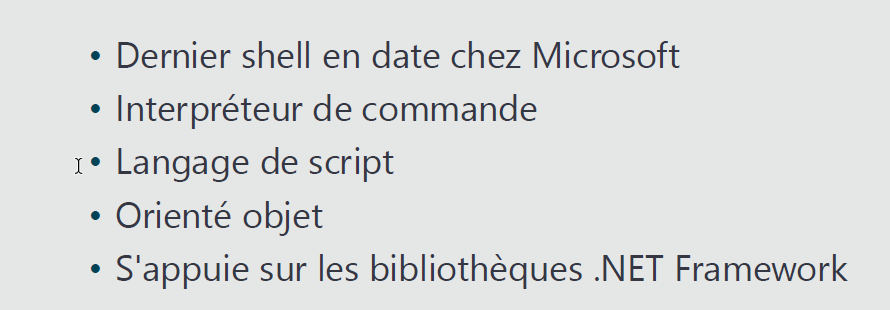 • Dernier shell en date chez Microsoft
• Interpréteur de commande
• Langage de script
• Orienté objet
• S'appuie sur les bibliothèques .NET Framework